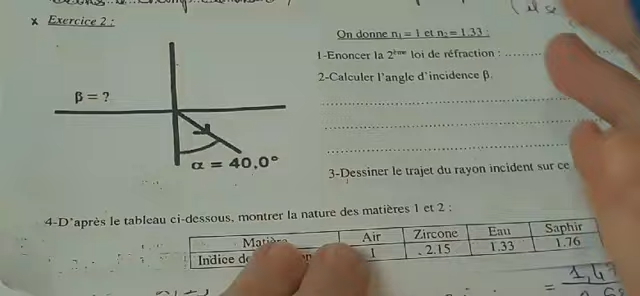 x Exercice 2 :
On donne n₁ = 1 et n₂ = 1.33 :
1-Enoncer la 2ème loi de réfraction : ..........
2-Calculer l'angle d'incidence β.
β = ?
α = 40,0°
3-Dessiner le trajet du rayon incident sur ce
4-D'après le tableau ci-dessous, montrer la nature des matières 1 et 2 :
Matière Air Zircone Eau Saphir
Indice de 1 2.15 1.33 1.76